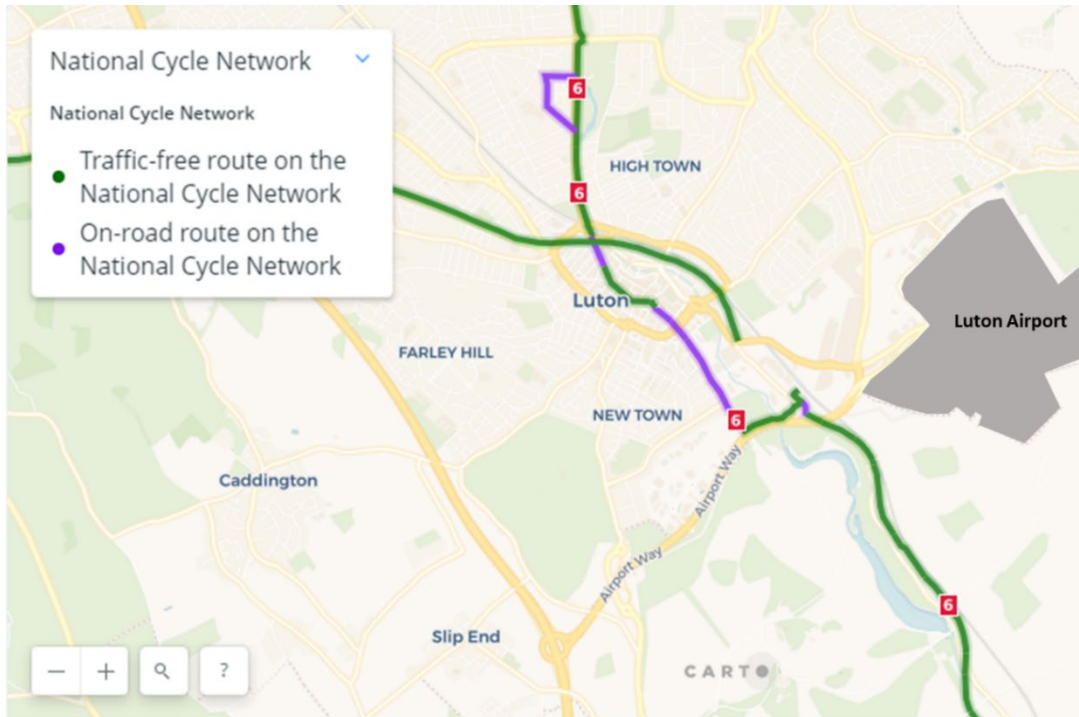 National Cycle Network
National Cycle Network
Traffic-free route on the
National Cycle Network
On-road route on the
National Cycle Network
6
HIGH TOWN
6
Luton
Luton Airport
FARLEY HILL
NEW TOWN
6
Airport Way
Caddington
Airport Way
6
Slip End
CARTO
− + ?